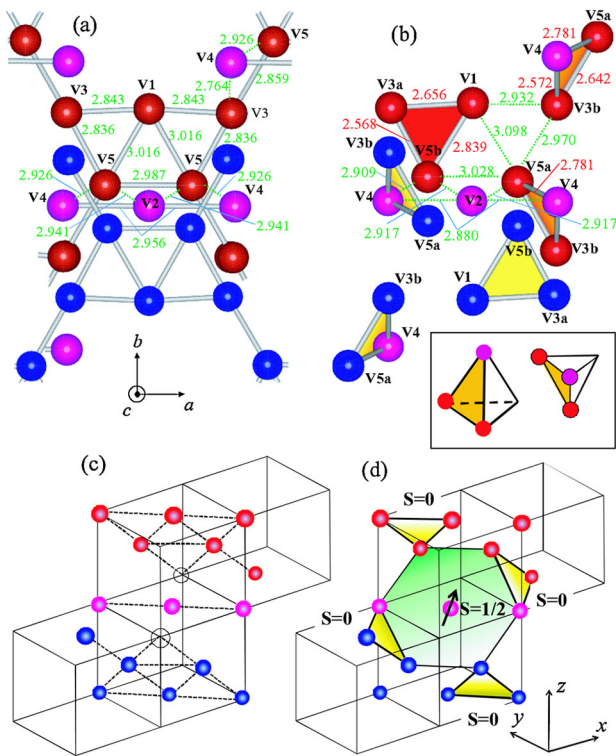 (a)
V5
2.926
V4
2.764
2.859
V3
V1
V3
2.843
2.843
2.836
2.836
3.016
3.016
2.926
V5
V5
2.926
2.987
V4
V2
V4
2.941
2.941
2.956
b
c
a
(b)
V5a
2.781
V4
2.572
2.642
V3a
V1
2.656
2.932
V3b
2.568
V5b
2.839
3.098
2.970
V3b
2.909
3.028
V5a
2.781
V4
V2
V4
2.917
V5a
2.880
V3b
2.917
V1
V5b
V3a
V3b
V4
V5a
(c)
(d)
S=0
S=0
S=1/2
S=0
S=0
z
y
x